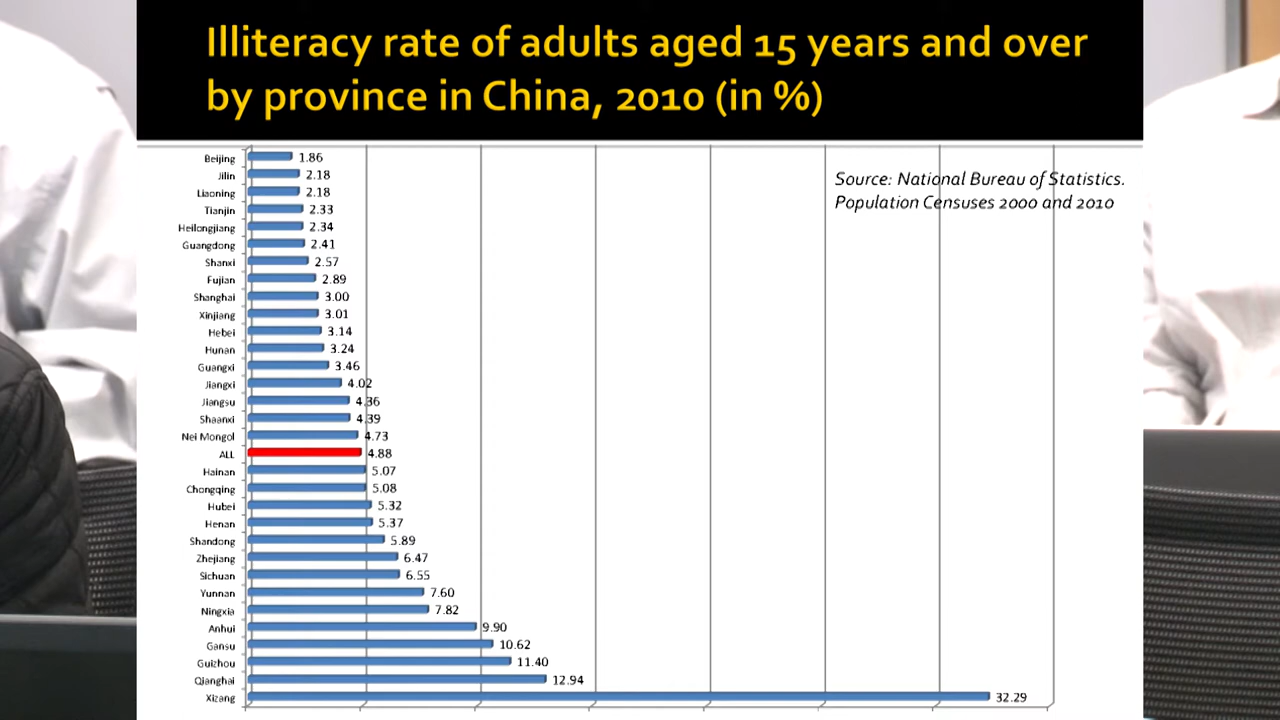 Illiteracy rate of adults aged 15 years and over
by province in China, 2010 (in %)
Source: National Bureau of Statistics.
Population Censuses 2000 and 2010
Beijing 1.86
Jilin 2.18
Liaoning 2.18
Tianjin 2.33
Heilongjiang 2.34
Guangdong 2.41
Shanxi 2.57
Fujian 2.89
Shanghai 3.00
Xinjiang 3.01
Hebei 3.14
Hunan 3.24
Guangxi 3.46
Jiangxi 4.02
Jiangsu 4.36
Shaanxi 4.39
Nei Mongol 4.73
ALL 4.88
Hainan 5.07
Chongqing 5.08
Hubei 5.32
Henan 5.37
Shandong 5.89
Zhejiang 6.47
Sichuan 6.55
Yunnan 7.60
Ningxia 7.82
Anhui 9.90
Gansu 10.62
Guizhou 11.40
Qianghai 12.94
Xizang 32.29